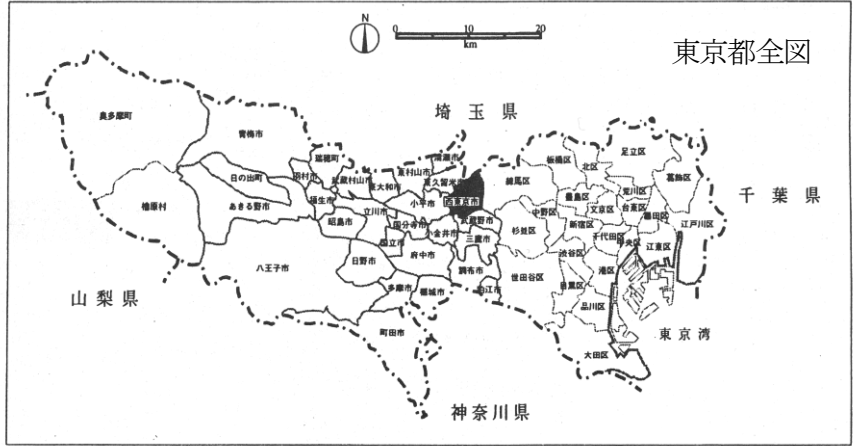 N
0 10 20
km
東京都全図
埼玉県
千葉県
山梨県
神奈川県
東京湾
奥多摩町
青梅市
檜原村
日の出町
あきる野市
瑞穂町
羽村市
武蔵村山市
福生市
昭島市
東大和市
東村山市
清瀬市
東久留米市
西東京市
立川市
小平市
国分寺市
小金井市
武蔵野市
三鷹市
国立市
府中市
日野市
八王子市
調布市
狛江市
多摩市
稲城市
町田市
練馬区
板橋区
北区
足立区
葛飾区
荒川区
豊島区
文京区
台東区
墨田区
江戸川区
中野区
杉並区
新宿区
千代田区
中央区
江東区
渋谷区
港区
世田谷区
目黒区
品川区
大田区